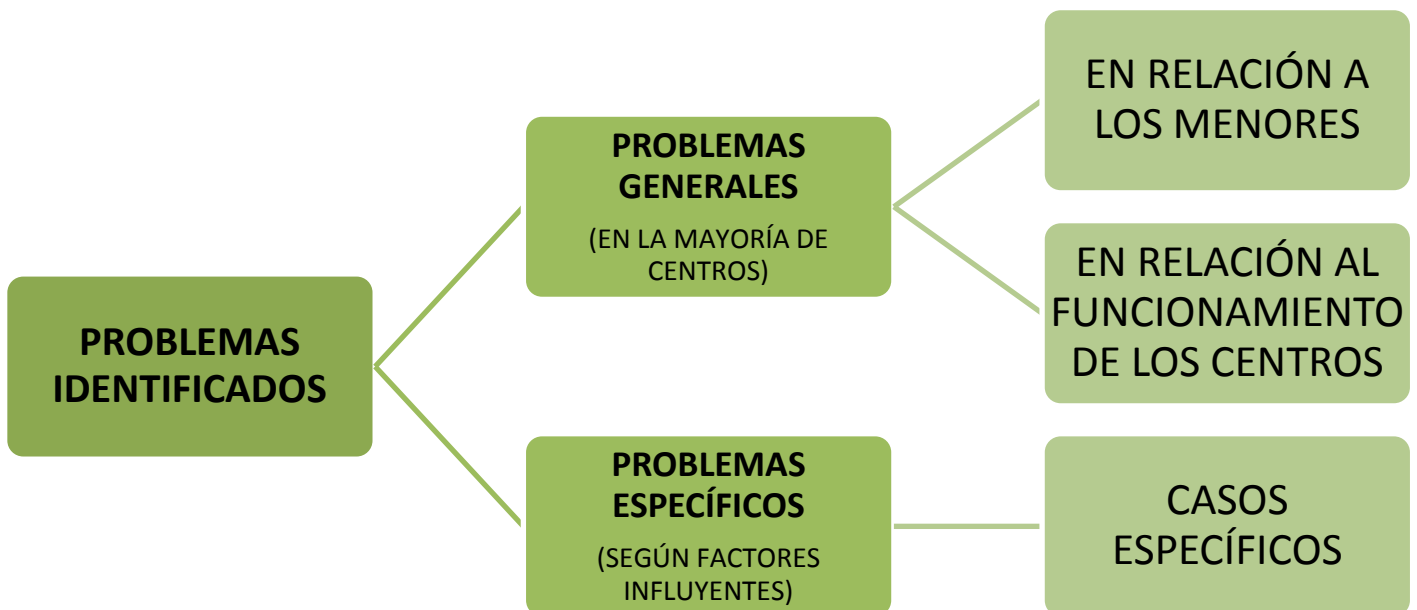 PROBLEMAS
IDENTIFICADOS
PROBLEMAS
GENERALES
(EN LA MAYORÍA DE
CENTROS)
EN RELACIÓN A
LOS MENORES
EN RELACIÓN AL
FUNCIONAMIENTO
DE LOS CENTROS
PROBLEMAS
ESPECÍFICOS
(SEGÚN FACTORES
INFLUYENTES)
CASOS
ESPECÍFICOS